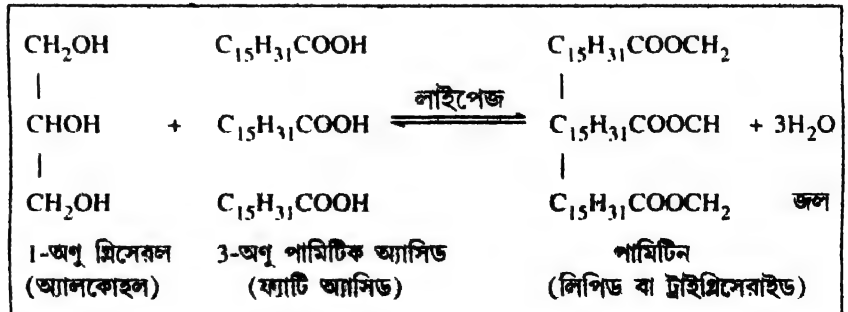 CH₂OH C₁₅H₃₁COOH C₁₅H₃₁COOCH₂
| |
CHOH + C₁₅H₃₁COOH লাইপেজ ⇌ C₁₅H₃₁COOCH + 3H₂O
| |
CH₂OH C₁₅H₃₁COOH C₁₅H₃₁COOCH₂ জল
1-অণু গ্লিসেরল 3-অণু পামিটিক অ্যাসিড পামিটিন
(অ্যালকোহল) (ফ্যাটি অ্যাসিড) (লিপিড বা ট্রাইগ্লিসেরাইড)